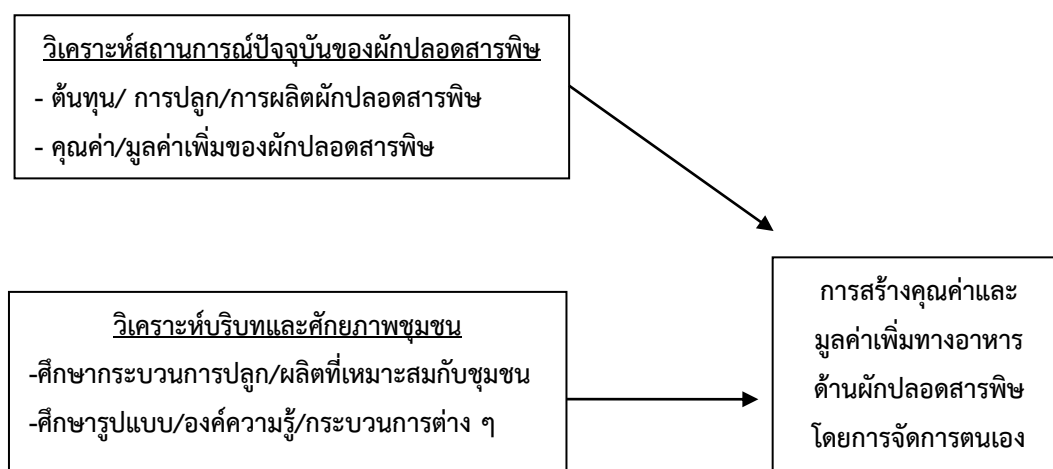 วิเคราะห์สถานการณ์ปัจจุบันของผักปลอดสารพิษ
- ต้นทุน/ การปลูก/การผลิตผักปลอดสารพิษ
- คุณค่า/มูลค่าเพิ่มของผักปลอดสารพิษ
วิเคราะห์บริบทและศักยภาพชุมชน
-ศึกษากระบวนการปลูก/ผลิตที่เหมาะสมกับชุมชน
-ศึกษารูปแบบ/องค์ความรู้/กระบวนการต่าง ๆ
การสร้างคุณค่าและ
มูลค่าเพิ่มทางอาหาร
ด้านผักปลอดสารพิษ
โดยการจัดการตนเอง